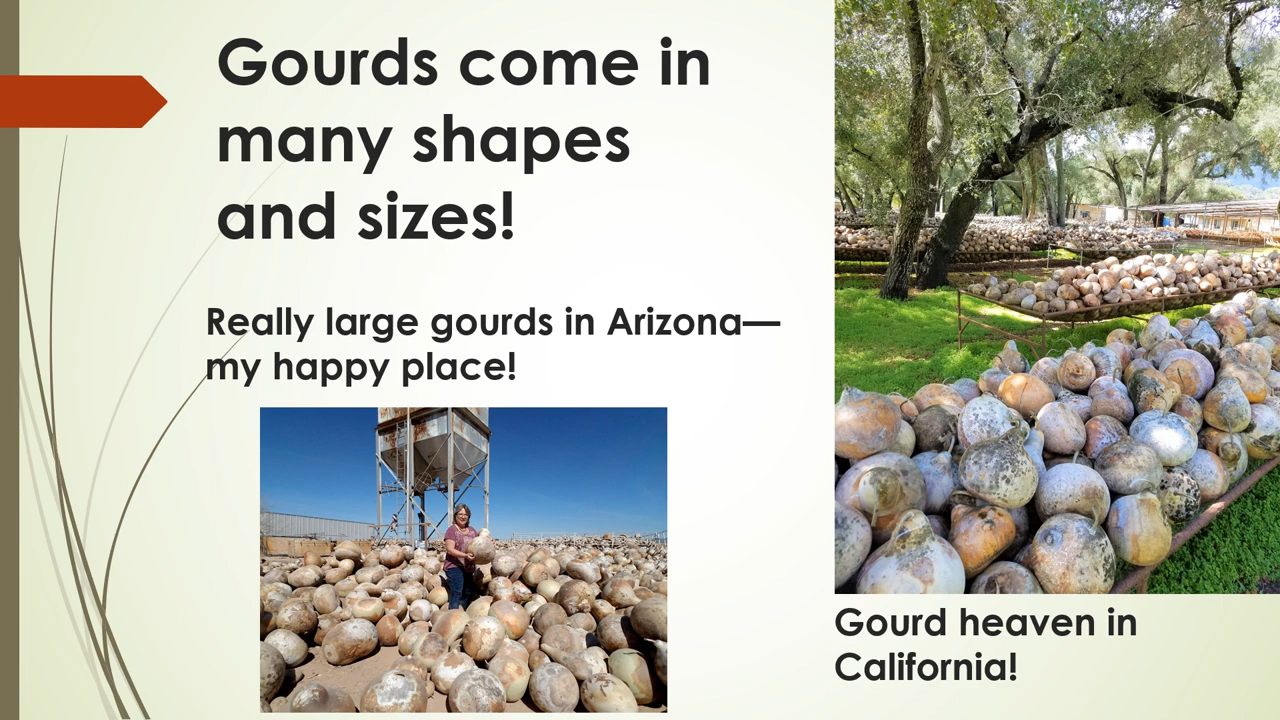 Gourds come in
many shapes
and sizes!
Really large gourds in Arizona—
my happy place!
Gourd heaven in
California!